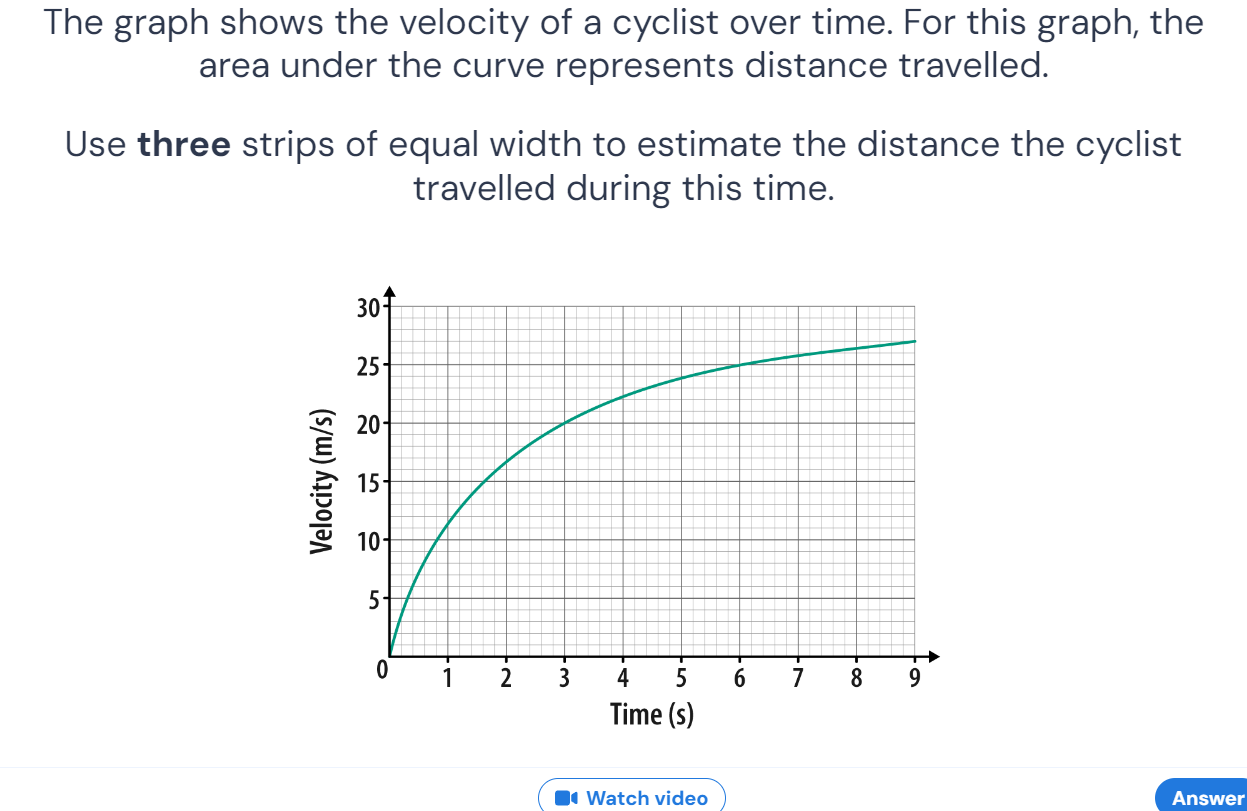 The graph shows the velocity of a cyclist over time. For this graph, the
area under the curve represents distance travelled.
Use three strips of equal width to estimate the distance the cyclist
travelled during this time.
30
25
20
15
10
5
0
1 2 3 4 5 6 7 8 9
Velocity (m/s)
Time (s)
Watch video
Answer